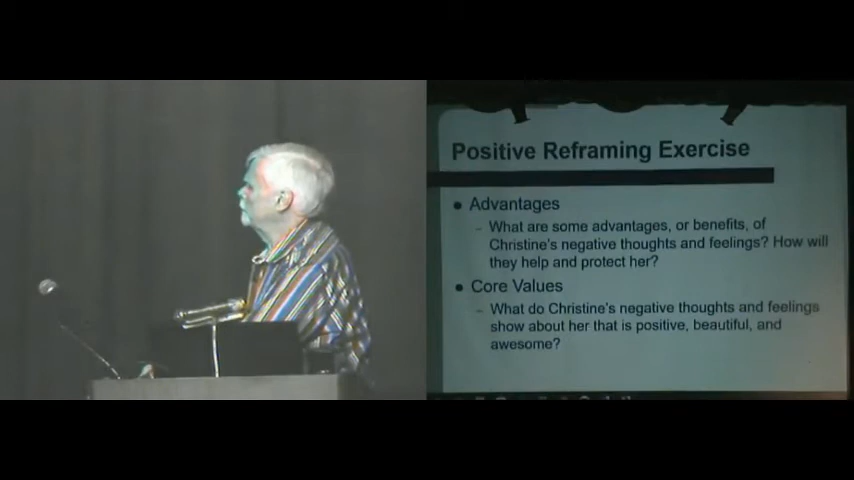 Positive Reframing Exercise
● Advantages
– What are some advantages, or benefits, of
Christine's negative thoughts and feelings? How will
they help and protect her?
● Core Values
– What do Christine's negative thoughts and feelings
show about her that is positive, beautiful, and
awesome?